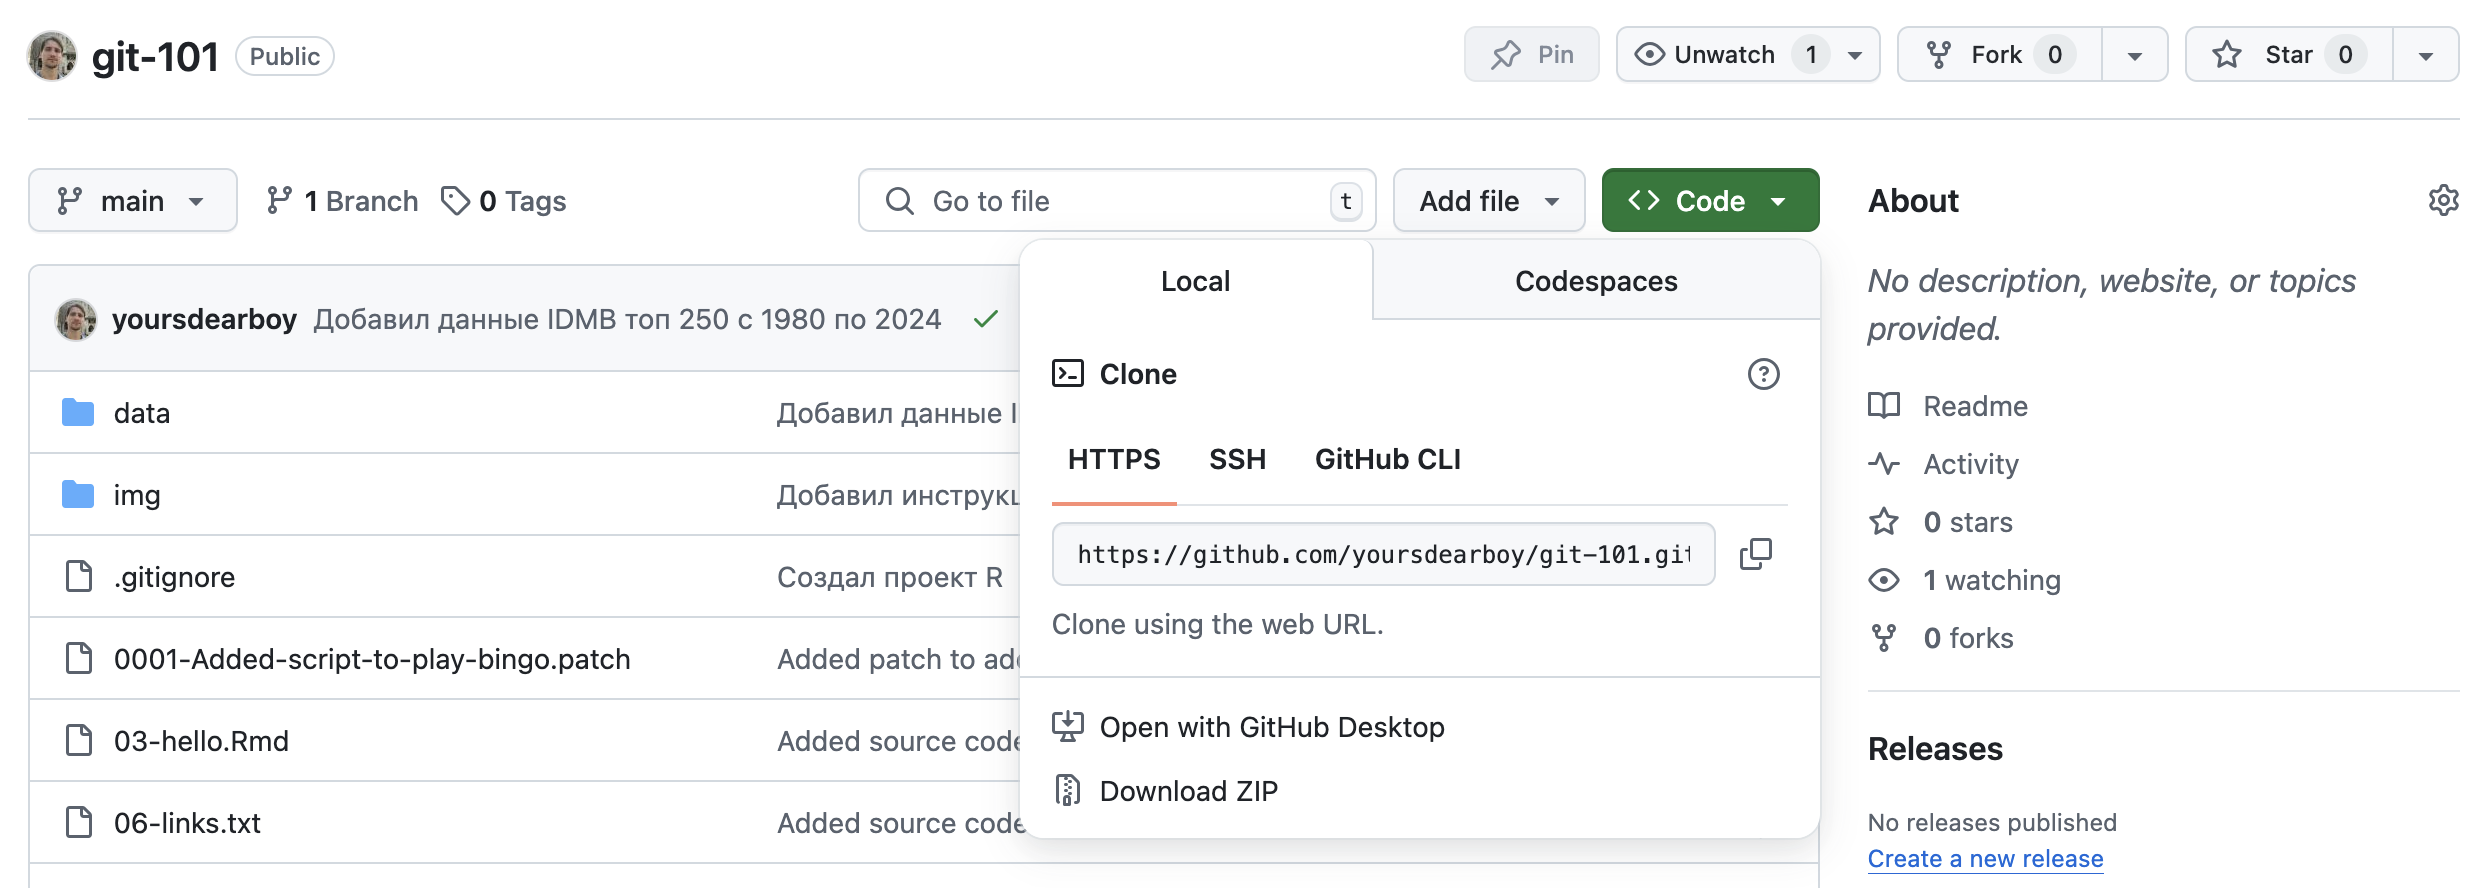 git-101 Public Pin Unwatch 1 Fork 0 Star 0
main 1 Branch 0 Tags Go to file t Add file <> Code About
Local Codespaces
No description, website, or topics
provided.
yoursdearboy Добавил данные IDMB топ 250 с 1980 по 2024
Clone
Readme
data Добавил данные
HTTPS SSH GitHub CLI
Activity
img Добавил
0 stars
https://github.com/yoursdearboy/git-101.git
.gitignore Создал проект R
1 watching
Clone using the web URL.
0 forks
0001-Added-script-to-play-bingo.patch Added patch to
Open with GitHub Desktop
03-hello.Rmd Added source
Releases
Download ZIP
06-links.txt Added source
No releases published
Create a new release